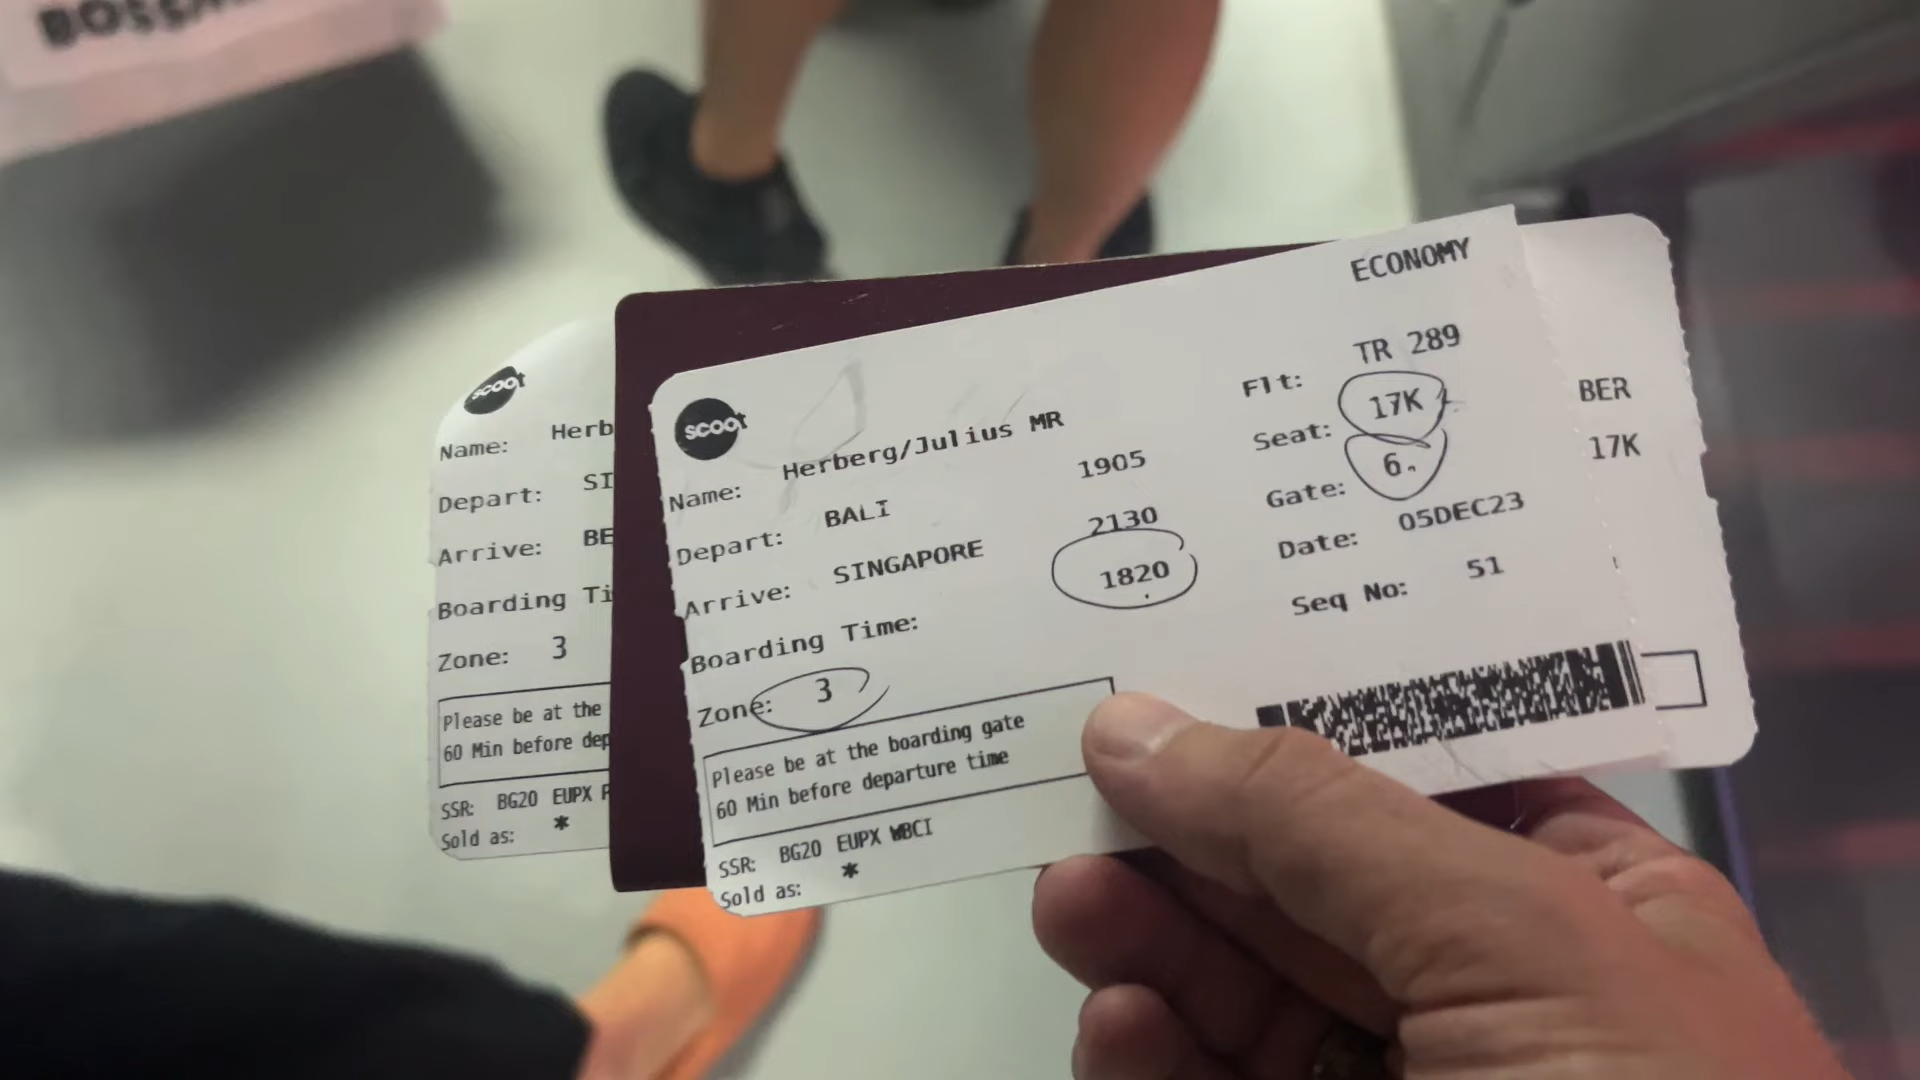 BOSS
scoot
Name: Herb
Depart: SI
Arrive: BE
Boarding Ti
Zone: 3
Please be at the
60 Min before dep
SSR: BG20 EUPX
Sold as: *
scoot
ECONOMY
Name: Herberg/Julius MR
Depart: BALI 1905
Arrive: SINGAPORE 2130
Boarding Time: 1820
Zone: 3
Flt: TR 289
Seat: 17K
Gate: 6.
Date: 05DEC23
Seq No: 51
Please be at the boarding gate
60 Min before departure time
SSR: BG20 EUPX WBCI
Sold as: *
BER
17K